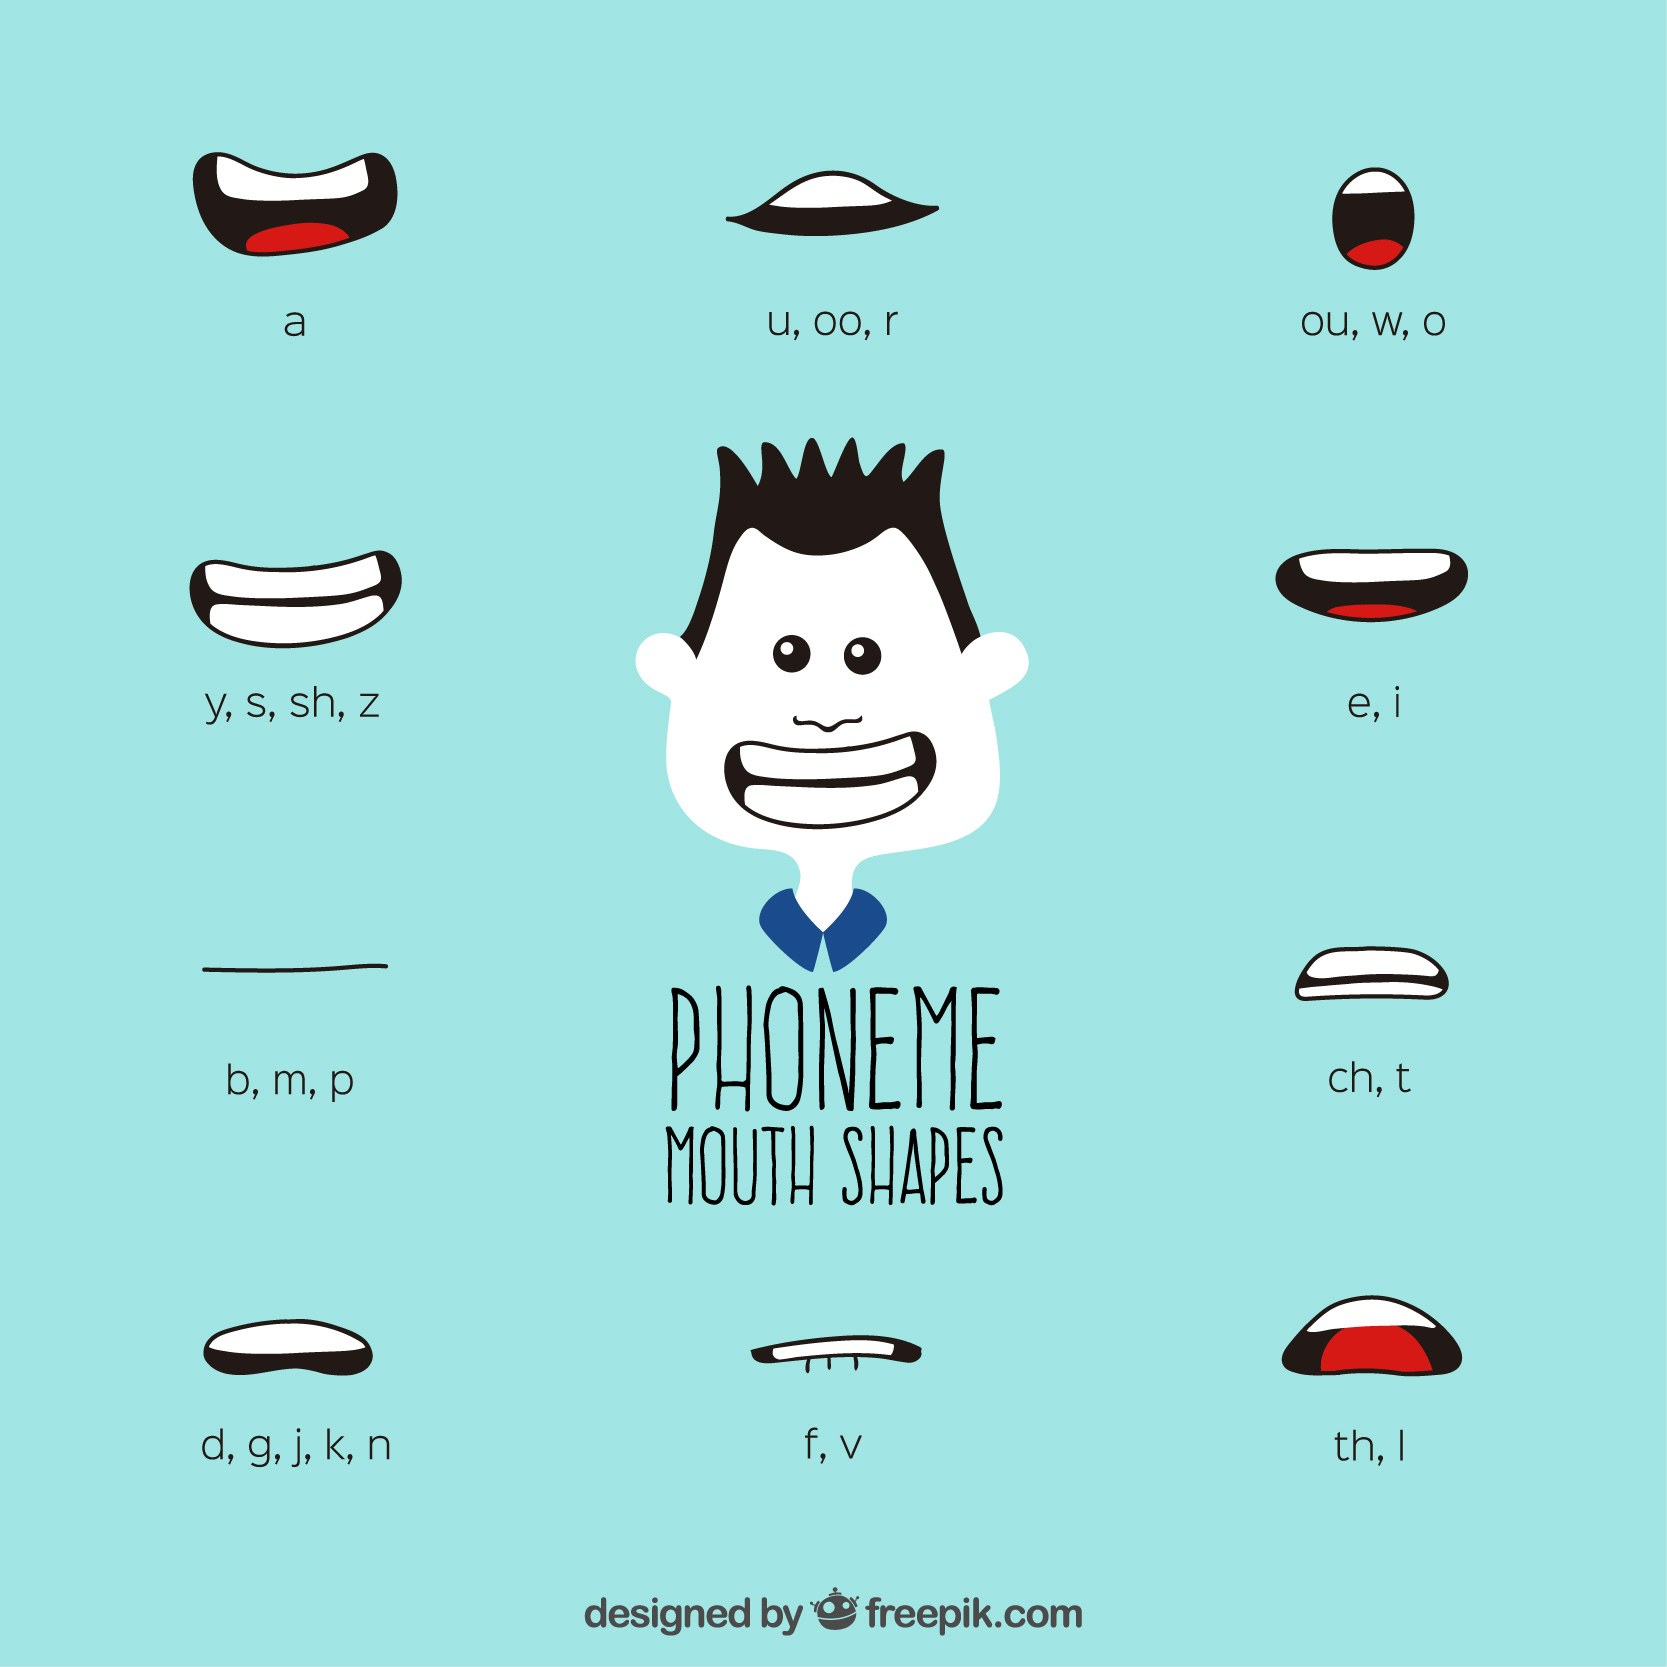 a
u, oo, r
ou, w, o
y, s, sh, z
e, i
b, m, p
ch, t
PHONEME
MOUTH SHAPES
d, g, j, k, n
f, v
th, l
designed by freepik.com